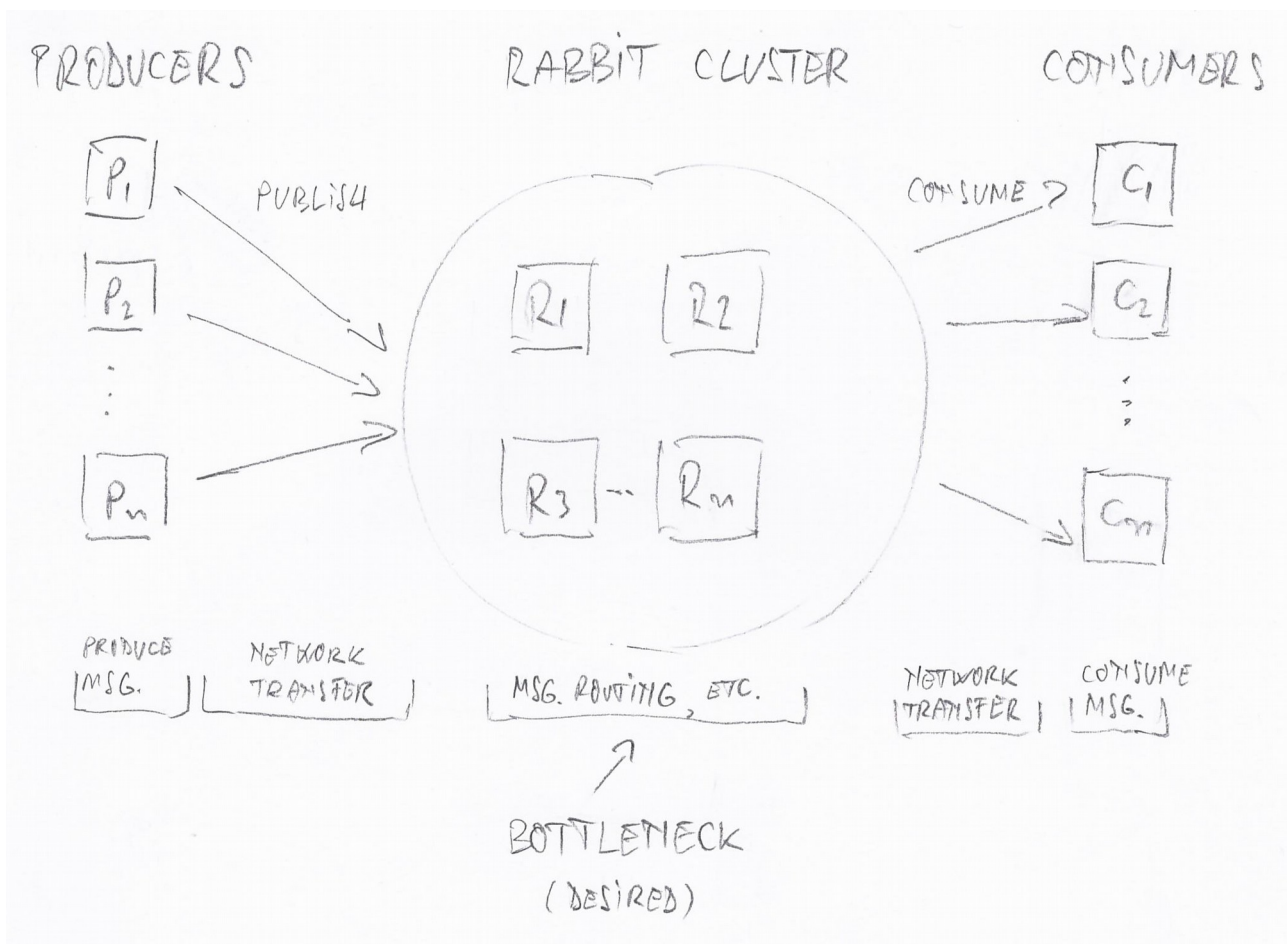 PRODUCERS
RABBIT CLUSTER
CONSUMERS
P1
PUBLISH
CONSUME
C1
P2
R1
R2
C2
...
...
R3
...
Rn
Pn
Cm
PRODUCE
MSG.
NETWORK
TRANSFER
MSG. ROUTING, ETC.
NETWORK
TRANSFER
CONSUME
MSG.
BOTTLENECK
(DESIRED)